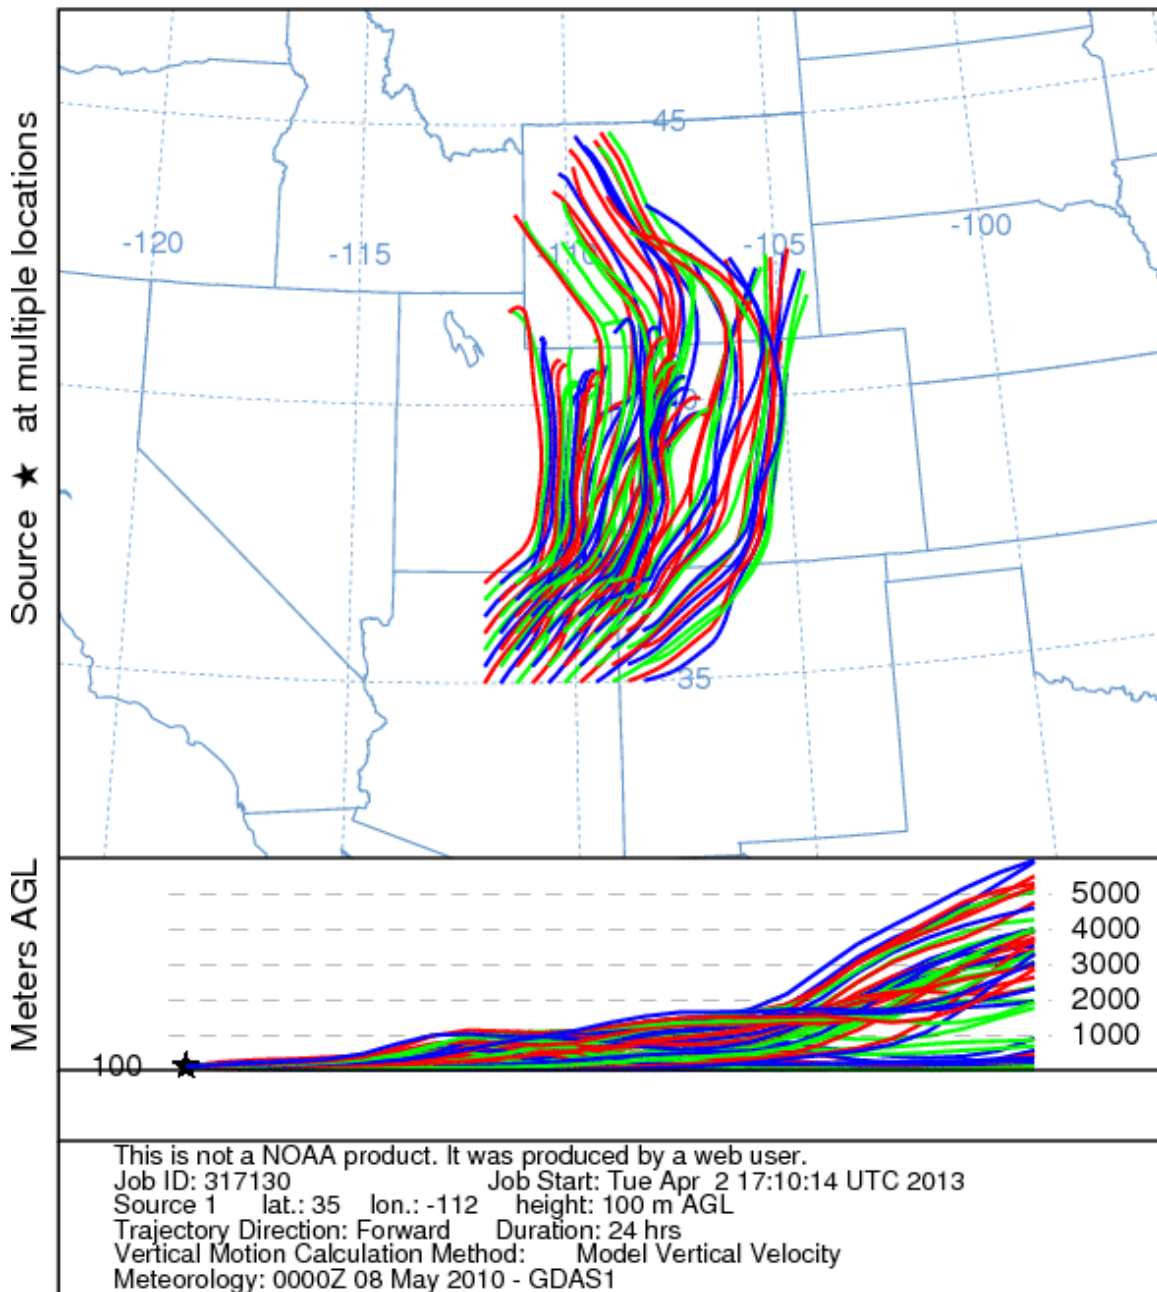 Source ★ at multiple locations
45
-120
-115
-110
-105
-100
40
35
Meters AGL
5000
4000
3000
2000
1000
100
This is not a NOAA product. It was produced by a web user.
Job ID: 317130 Job Start: Tue Apr 2 17:10:14 UTC 2013
Source 1 lat.: 35 lon.: -112 height: 100 m AGL
Trajectory Direction: Forward Duration: 24 hrs
Vertical Motion Calculation Method: Model Vertical Velocity
Meteorology: 0000Z 08 May 2010 - GDAS1